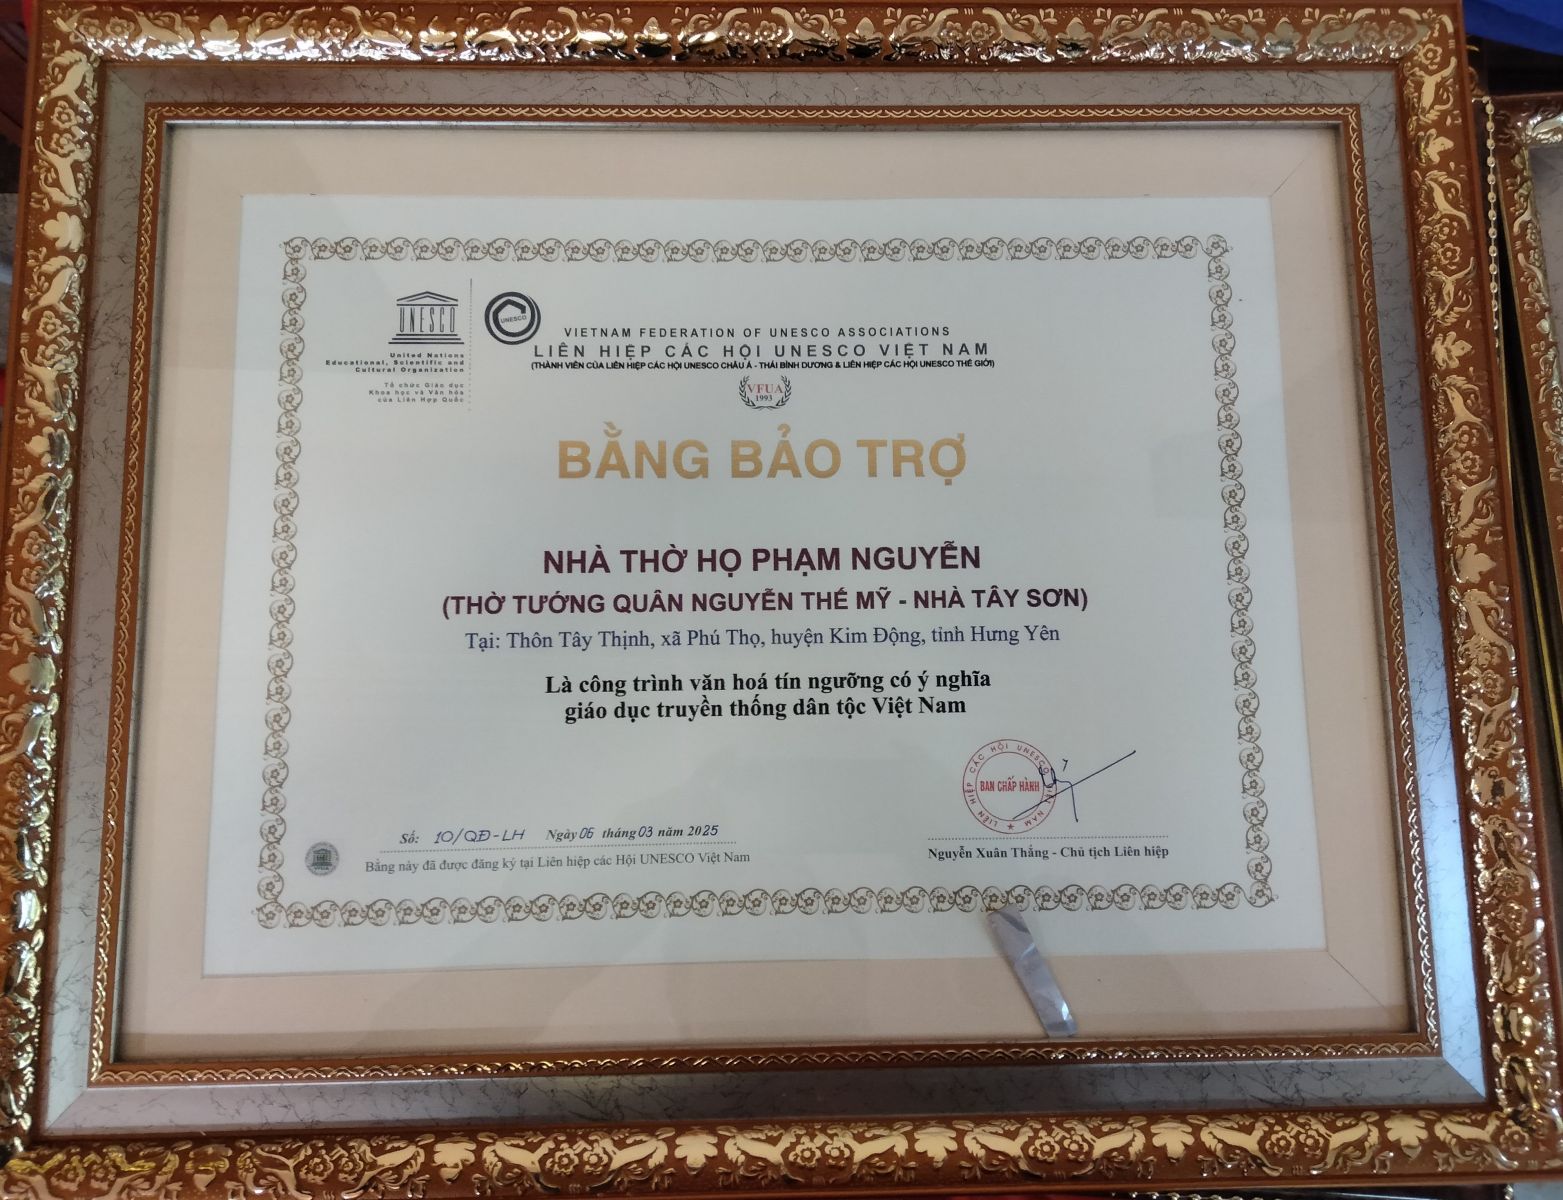 UNESCO
United Nations
Educational, Scientific and
Cultural Organization
Tổ chức Giáo dục
Khoa học và Văn hóa
của Liên Hợp Quốc
UNESCO
VIETNAM FEDERATION OF UNESCO ASSOCIATIONS
LIÊN HIỆP CÁC HỘI UNESCO VIỆT NAM
(THÀNH VIÊN CỦA LIÊN HIỆP CÁC HỘI UNESCO CHÂU Á - THÁI BÌNH DƯƠNG & LIÊN HIỆP CÁC HỘI UNESCO THẾ GIỚI)
VFUA
1993
BẰNG BẢO TRỢ
NHÀ THỜ HỌ PHẠM NGUYỄN
(THỜ TƯỚNG QUÂN NGUYỄN THẾ MỸ - NHÀ TÂY SƠN)
Tại: Thôn Tây Thịnh, xã Phú Thọ, huyện Kim Động, tỉnh Hưng Yên
Là công trình văn hoá tín ngưỡng có ý nghĩa
giáo dục truyền thống dân tộc Việt Nam
LIÊN HIỆP CÁC HỘI UNESCO VIỆT NAM
BAN CHẤP HÀNH
Số: 10/QĐ-LH Ngày 06 tháng 03 năm 2025
Bằng này đã được đăng ký tại Liên hiệp các Hội UNESCO Việt Nam
Nguyễn Xuân Thắng - Chủ tịch Liên hiệp